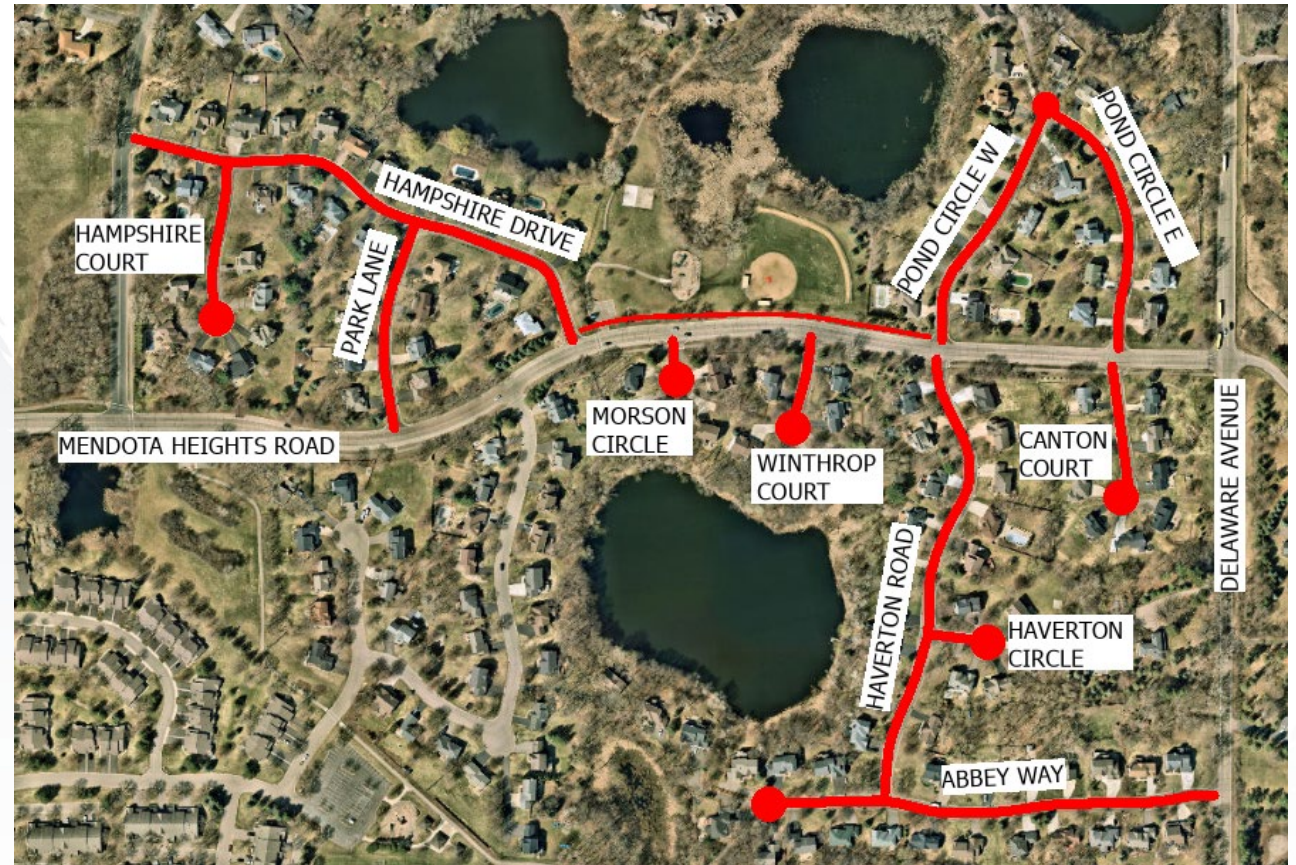 POND CIRCLE W
POND CIRCLE E
HAMPSHIRE DRIVE
HAMPSHIRE
COURT
PARK LANE
MENDOTA HEIGHTS ROAD
MORSON
CIRCLE
WINTHROP
COURT
CANTON
COURT
DELAWARE AVENUE
HAVERTON ROAD
HAVERTON
CIRCLE
ABBEY WAY